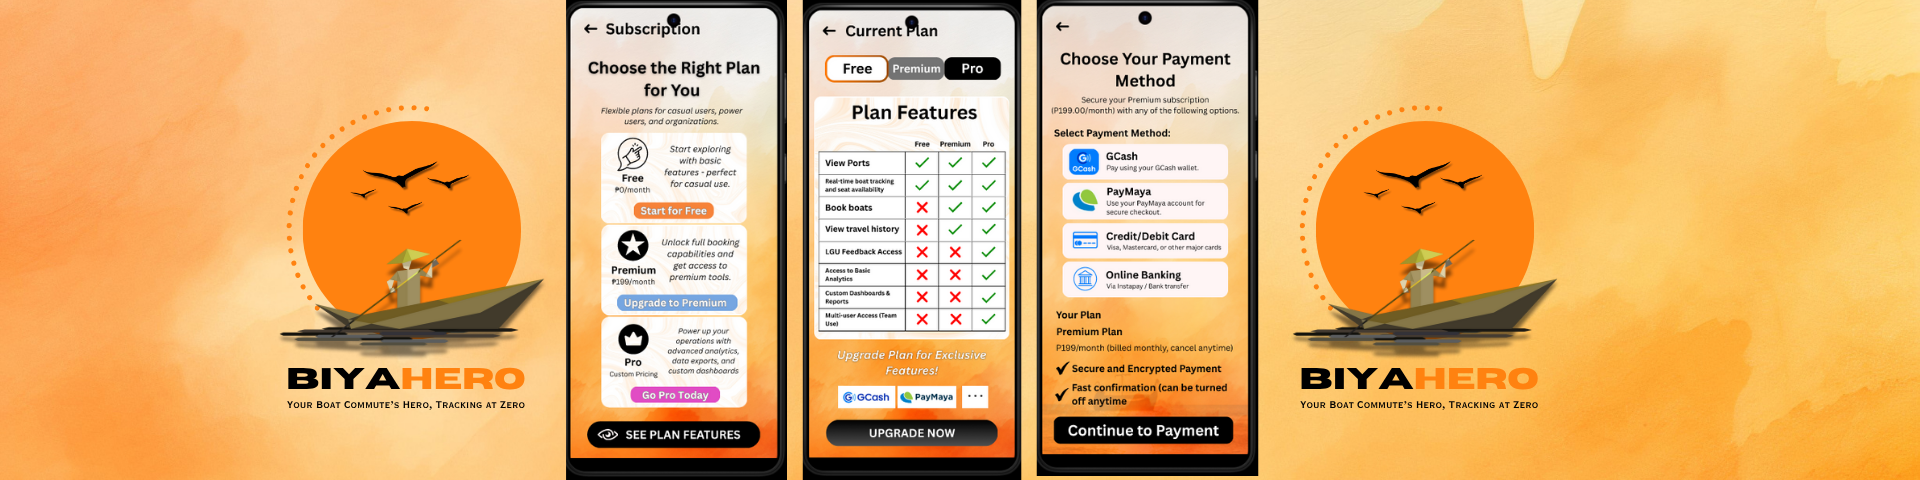 BIYAHERO
Your Boat Commute's Hero, Tracking at Zero
Subscription
Choose the Right Plan
for You
Flexible plans for casual users, power
users, and organizations.
Free
₱0/month
Start exploring
with basic
features - perfect
for casual use.
Start for Free
Premium
₱199/month
Unlock full booking
capabilities and
get access to
premium tools.
Upgrade to Premium
Pro
Custom Pricing
Power up your
operations with
advanced analytics,
data exports, and
custom dashboards
Go Pro Today
SEE PLAN FEATURES
Current Plan
Free Premium Pro
Plan Features
Free Premium Pro
View Ports
Real-time boat tracking
and seat availability
Book boats
View travel history
LGU Feedback Access
Access to Basic
Analytics
Custom Dashboards &
Reports
Multi-user Access (Team
Use)
Upgrade Plan for Exclusive
Features!
GCash PayMaya ...
UPGRADE NOW
Choose Your Payment
Method
Secure your Premium subscription
(P199.00/month) with any of the following options.
Select Payment Method:
GCash
GCash
Pay using your GCash wallet.
PayMaya
Use your PayMaya account for
secure checkout.
Credit/Debit Card
Visa, Mastercard, or other major cards
Online Banking
Via Instapay / Bank transfer
Your Plan
Premium Plan
P199/month (billed monthly, cancel anytime)
Secure and Encrypted Payment
Fast confirmation (can be turned
off anytime
Continue to Payment
BIYAHERO
Your Boat Commute's Hero, Tracking at Zero